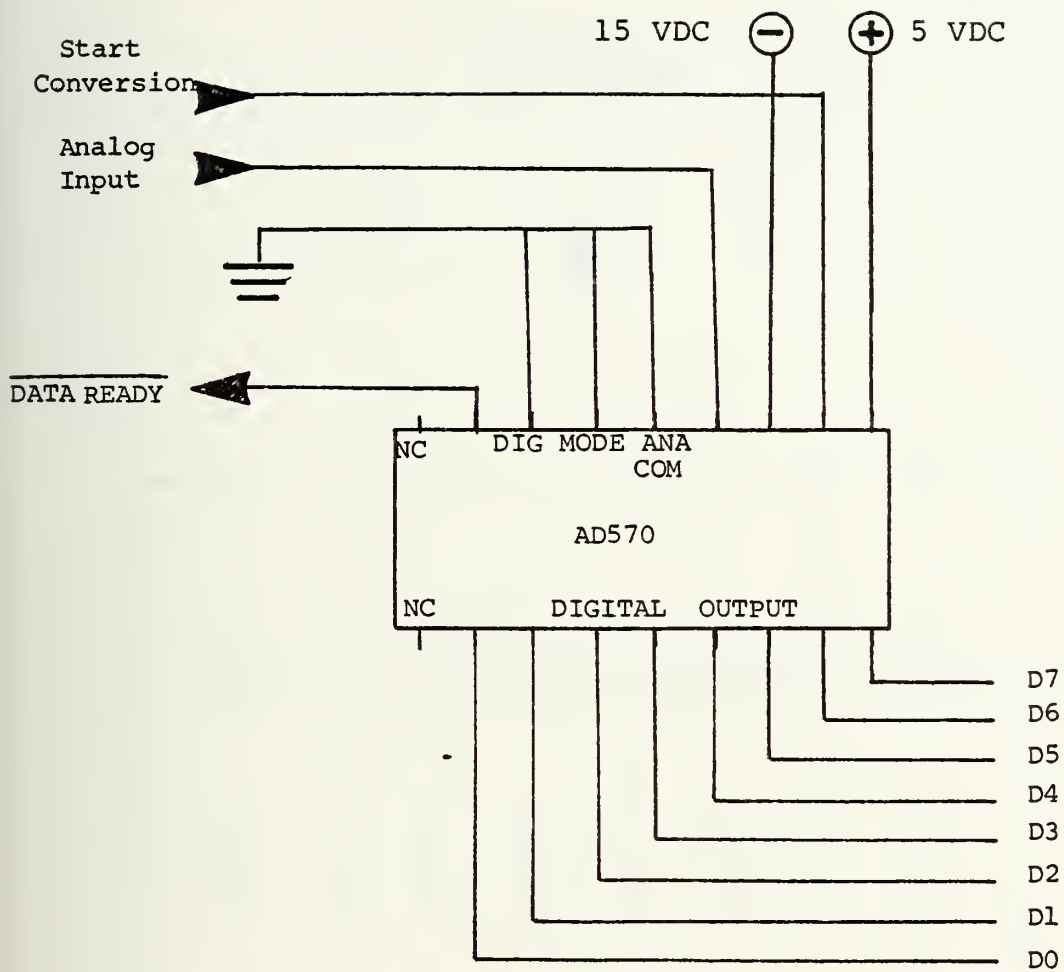 15 VDC − + 5 VDC
Start
Conversion
Analog
Input
DATA READY
NC DIG MODE ANA
COM
AD570
NC DIGITAL OUTPUT
D7
D6
D5
D4
D3
D2
D1
D0